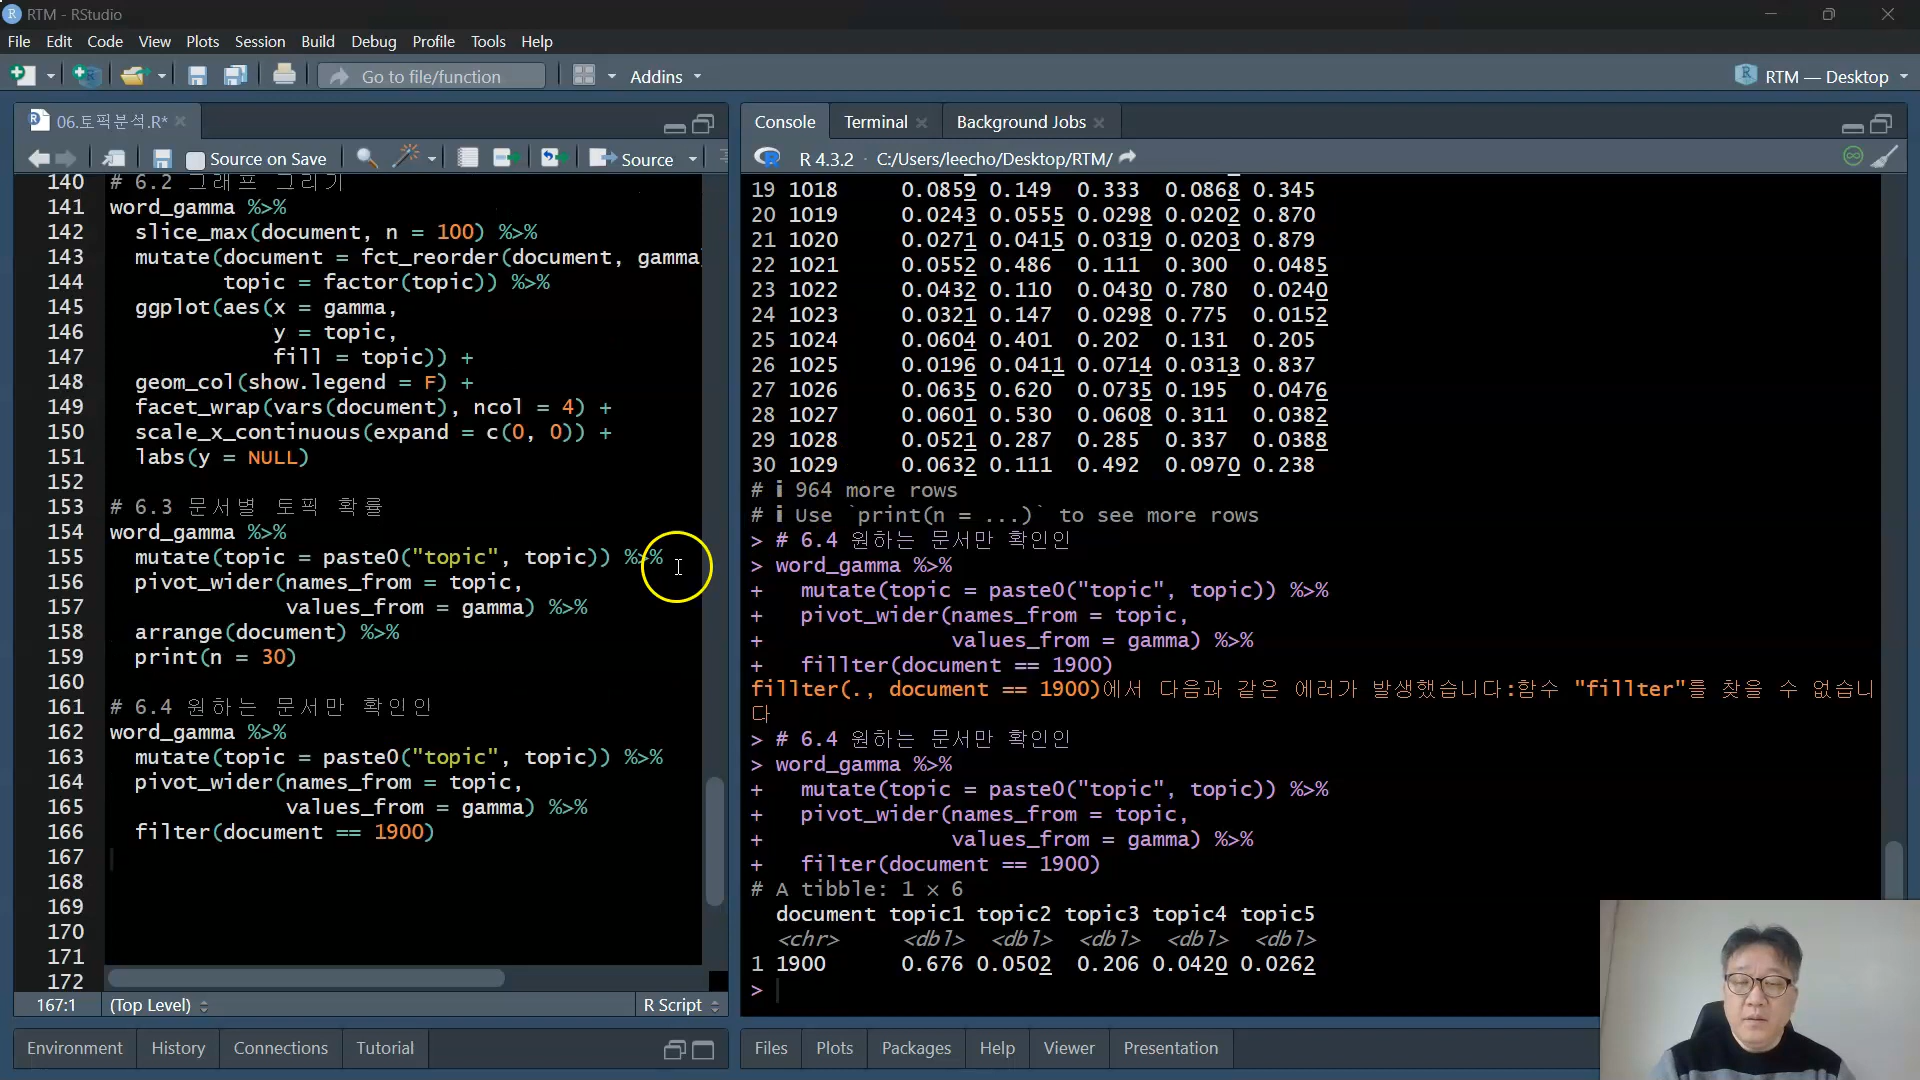 RTM - RStudio
File Edit Code View Plots Session Build Debug Profile Tools Help
Go to file/function Addins RTM — Desktop
06.토픽분석.R*
Source on Save Source
140 # 6.2 그래프 그리기
141 word_gamma %>%
142 slice_max(document, n = 100) %>%
143 mutate(document = fct_reorder(document, gamma)
144 topic = factor(topic)) %>%
145 ggplot(aes(x = gamma,
146 y = topic,
147 fill = topic)) +
148 geom_col(show.legend = F) +
149 facet_wrap(vars(document), ncol = 4) +
150 scale_x_continuous(expand = c(0, 0)) +
151 labs(y = NULL)
152
153 # 6.3 문서별 토픽 확률
154 word_gamma %>%
155 mutate(topic = paste0("topic", topic)) %>%
156 pivot_wider(names_from = topic,
157 values_from = gamma) %>%
158 arrange(document) %>%
159 print(n = 30)
160
161 # 6.4 원하는 문서만 확인인
162 word_gamma %>%
163 mutate(topic = paste0("topic", topic)) %>%
164 pivot_wider(names_from = topic,
165 values_from = gamma) %>%
166 filter(document == 1900)
167
168
169
170
171
172
167:1 (Top Level) R Script
Environment History Connections Tutorial
Console Terminal Background Jobs
R 4.3.2 · C:/Users/leecho/Desktop/RTM/
19 1018 0.0859 0.149 0.333 0.0868 0.345
20 1019 0.0243 0.0555 0.0298 0.0202 0.870
21 1020 0.0271 0.0415 0.0319 0.0203 0.879
22 1021 0.0552 0.486 0.111 0.300 0.0485
23 1022 0.0432 0.110 0.0430 0.780 0.0240
24 1023 0.0321 0.147 0.0298 0.775 0.0152
25 1024 0.0604 0.401 0.202 0.131 0.205
26 1025 0.0196 0.0411 0.0714 0.0313 0.837
27 1026 0.0635 0.620 0.0735 0.195 0.0476
28 1027 0.0601 0.530 0.0608 0.311 0.0382
29 1028 0.0521 0.287 0.285 0.337 0.0388
30 1029 0.0632 0.111 0.492 0.0970 0.238
# ℹ 964 more rows
# ℹ Use `print(n = ...)` to see more rows
> # 6.4 원하는 문서만 확인인
> word_gamma %>%
+ mutate(topic = paste0("topic", topic)) %>%
+ pivot_wider(names_from = topic,
+ values_from = gamma) %>%
+ fillter(document == 1900)
fillter(., document == 1900)에서 다음과 같은 에러가 발생했습니다:함수 "fillter"를 찾을 수 없습니
다
> # 6.4 원하는 문서만 확인인
> word_gamma %>%
+ mutate(topic = paste0("topic", topic)) %>%
+ pivot_wider(names_from = topic,
+ values_from = gamma) %>%
+ filter(document == 1900)
# A tibble: 1 × 6
document topic1 topic2 topic3 topic4 topic5
<chr> <dbl> <dbl> <dbl> <dbl> <dbl>
1 1900 0.676 0.0502 0.206 0.0420 0.0262
>
Files Plots Packages Help Viewer Presentation